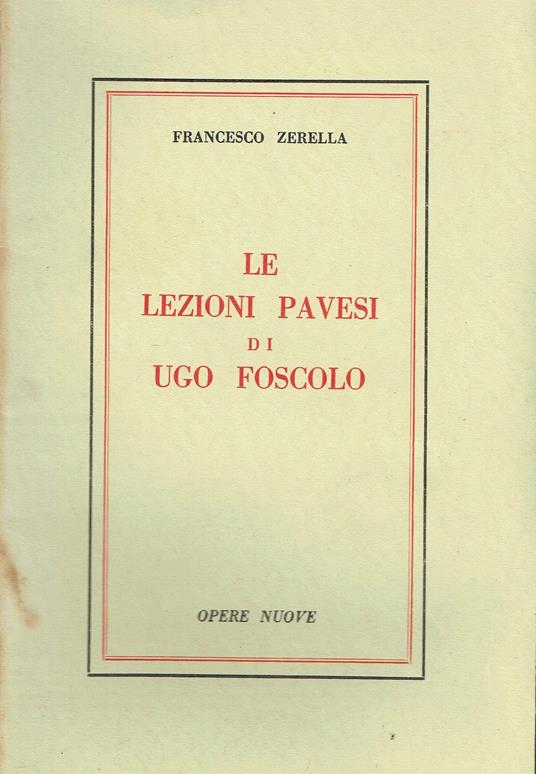 FRANCESCO ZERELLA
LE
LEZIONI PAVESI
DI
UGO FOSCOLO
OPERE NUOVE